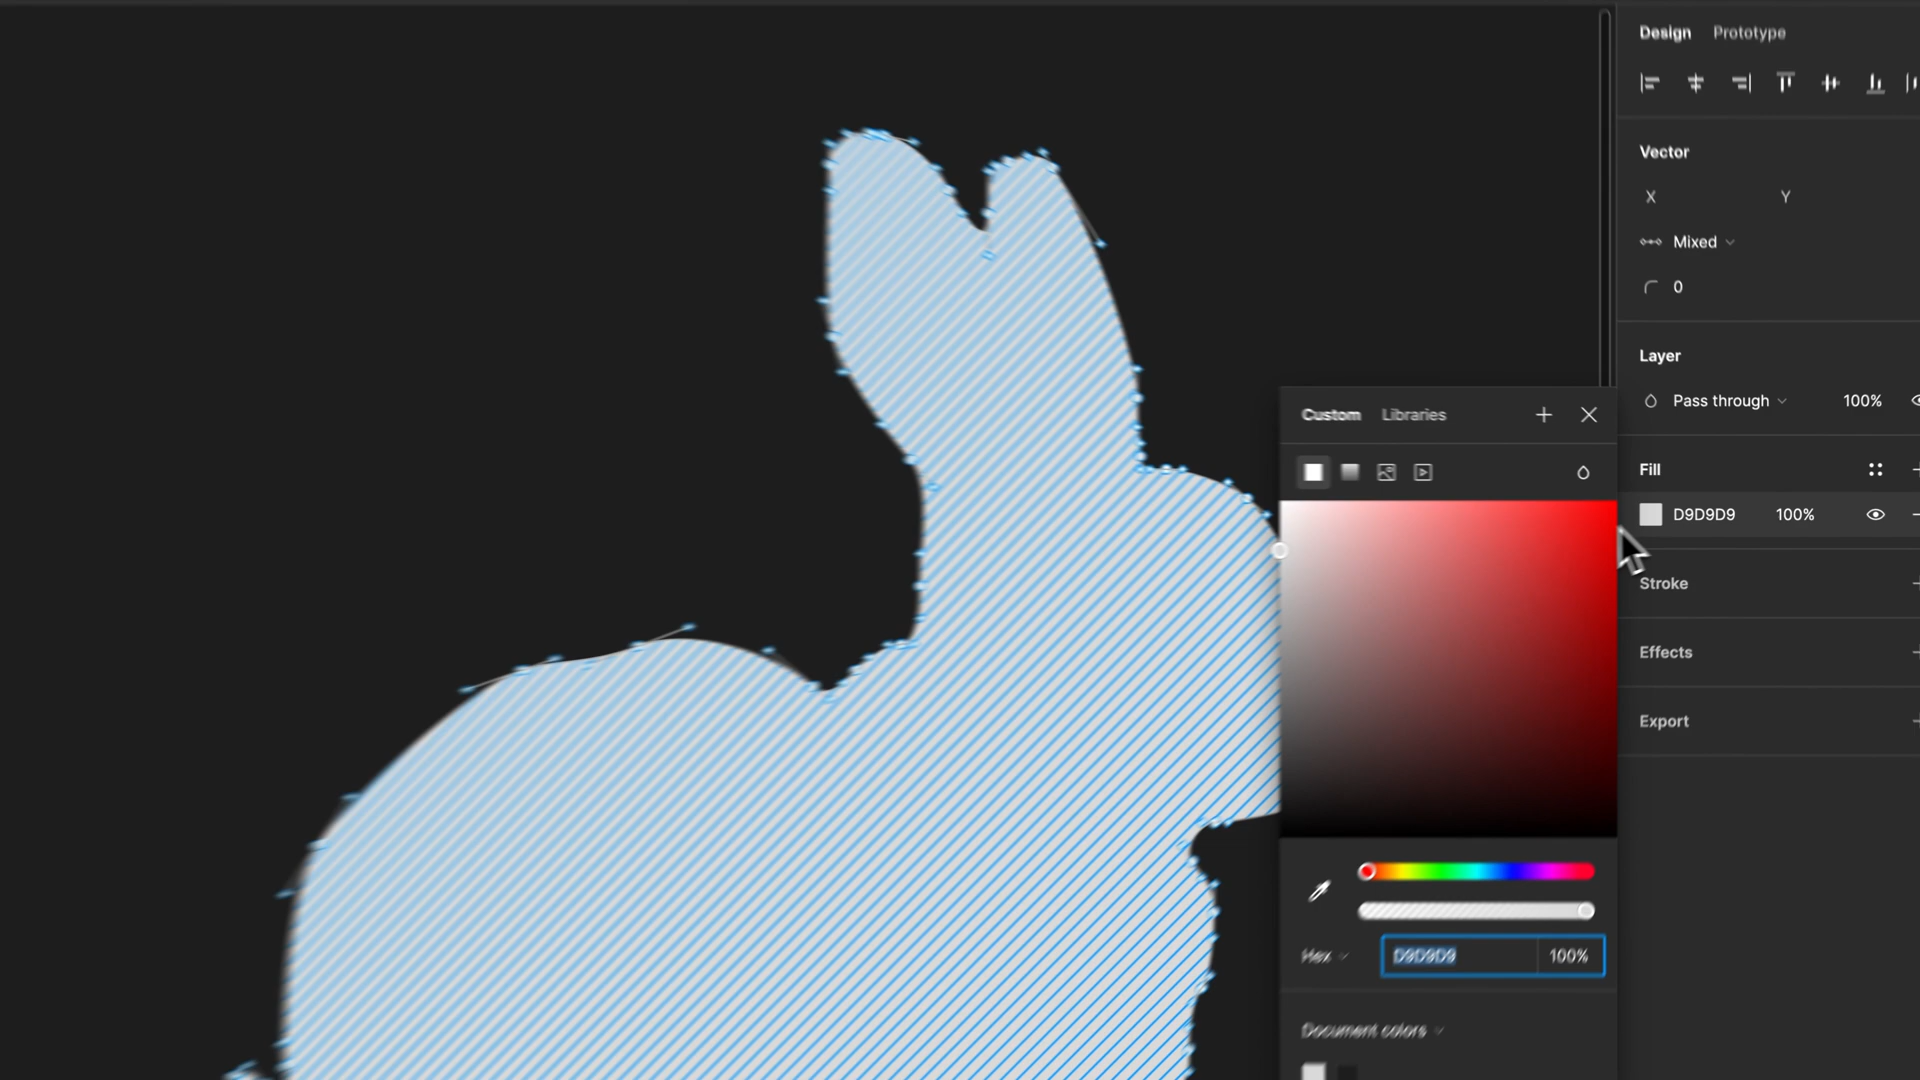 Design Prototype
Vector
X Y
Mixed
0
Layer
Pass through 100%
Custom Libraries
Fill
D9D9D9 100%
Stroke
Effects
Export
Hex D9D9D9 100%
Document colors